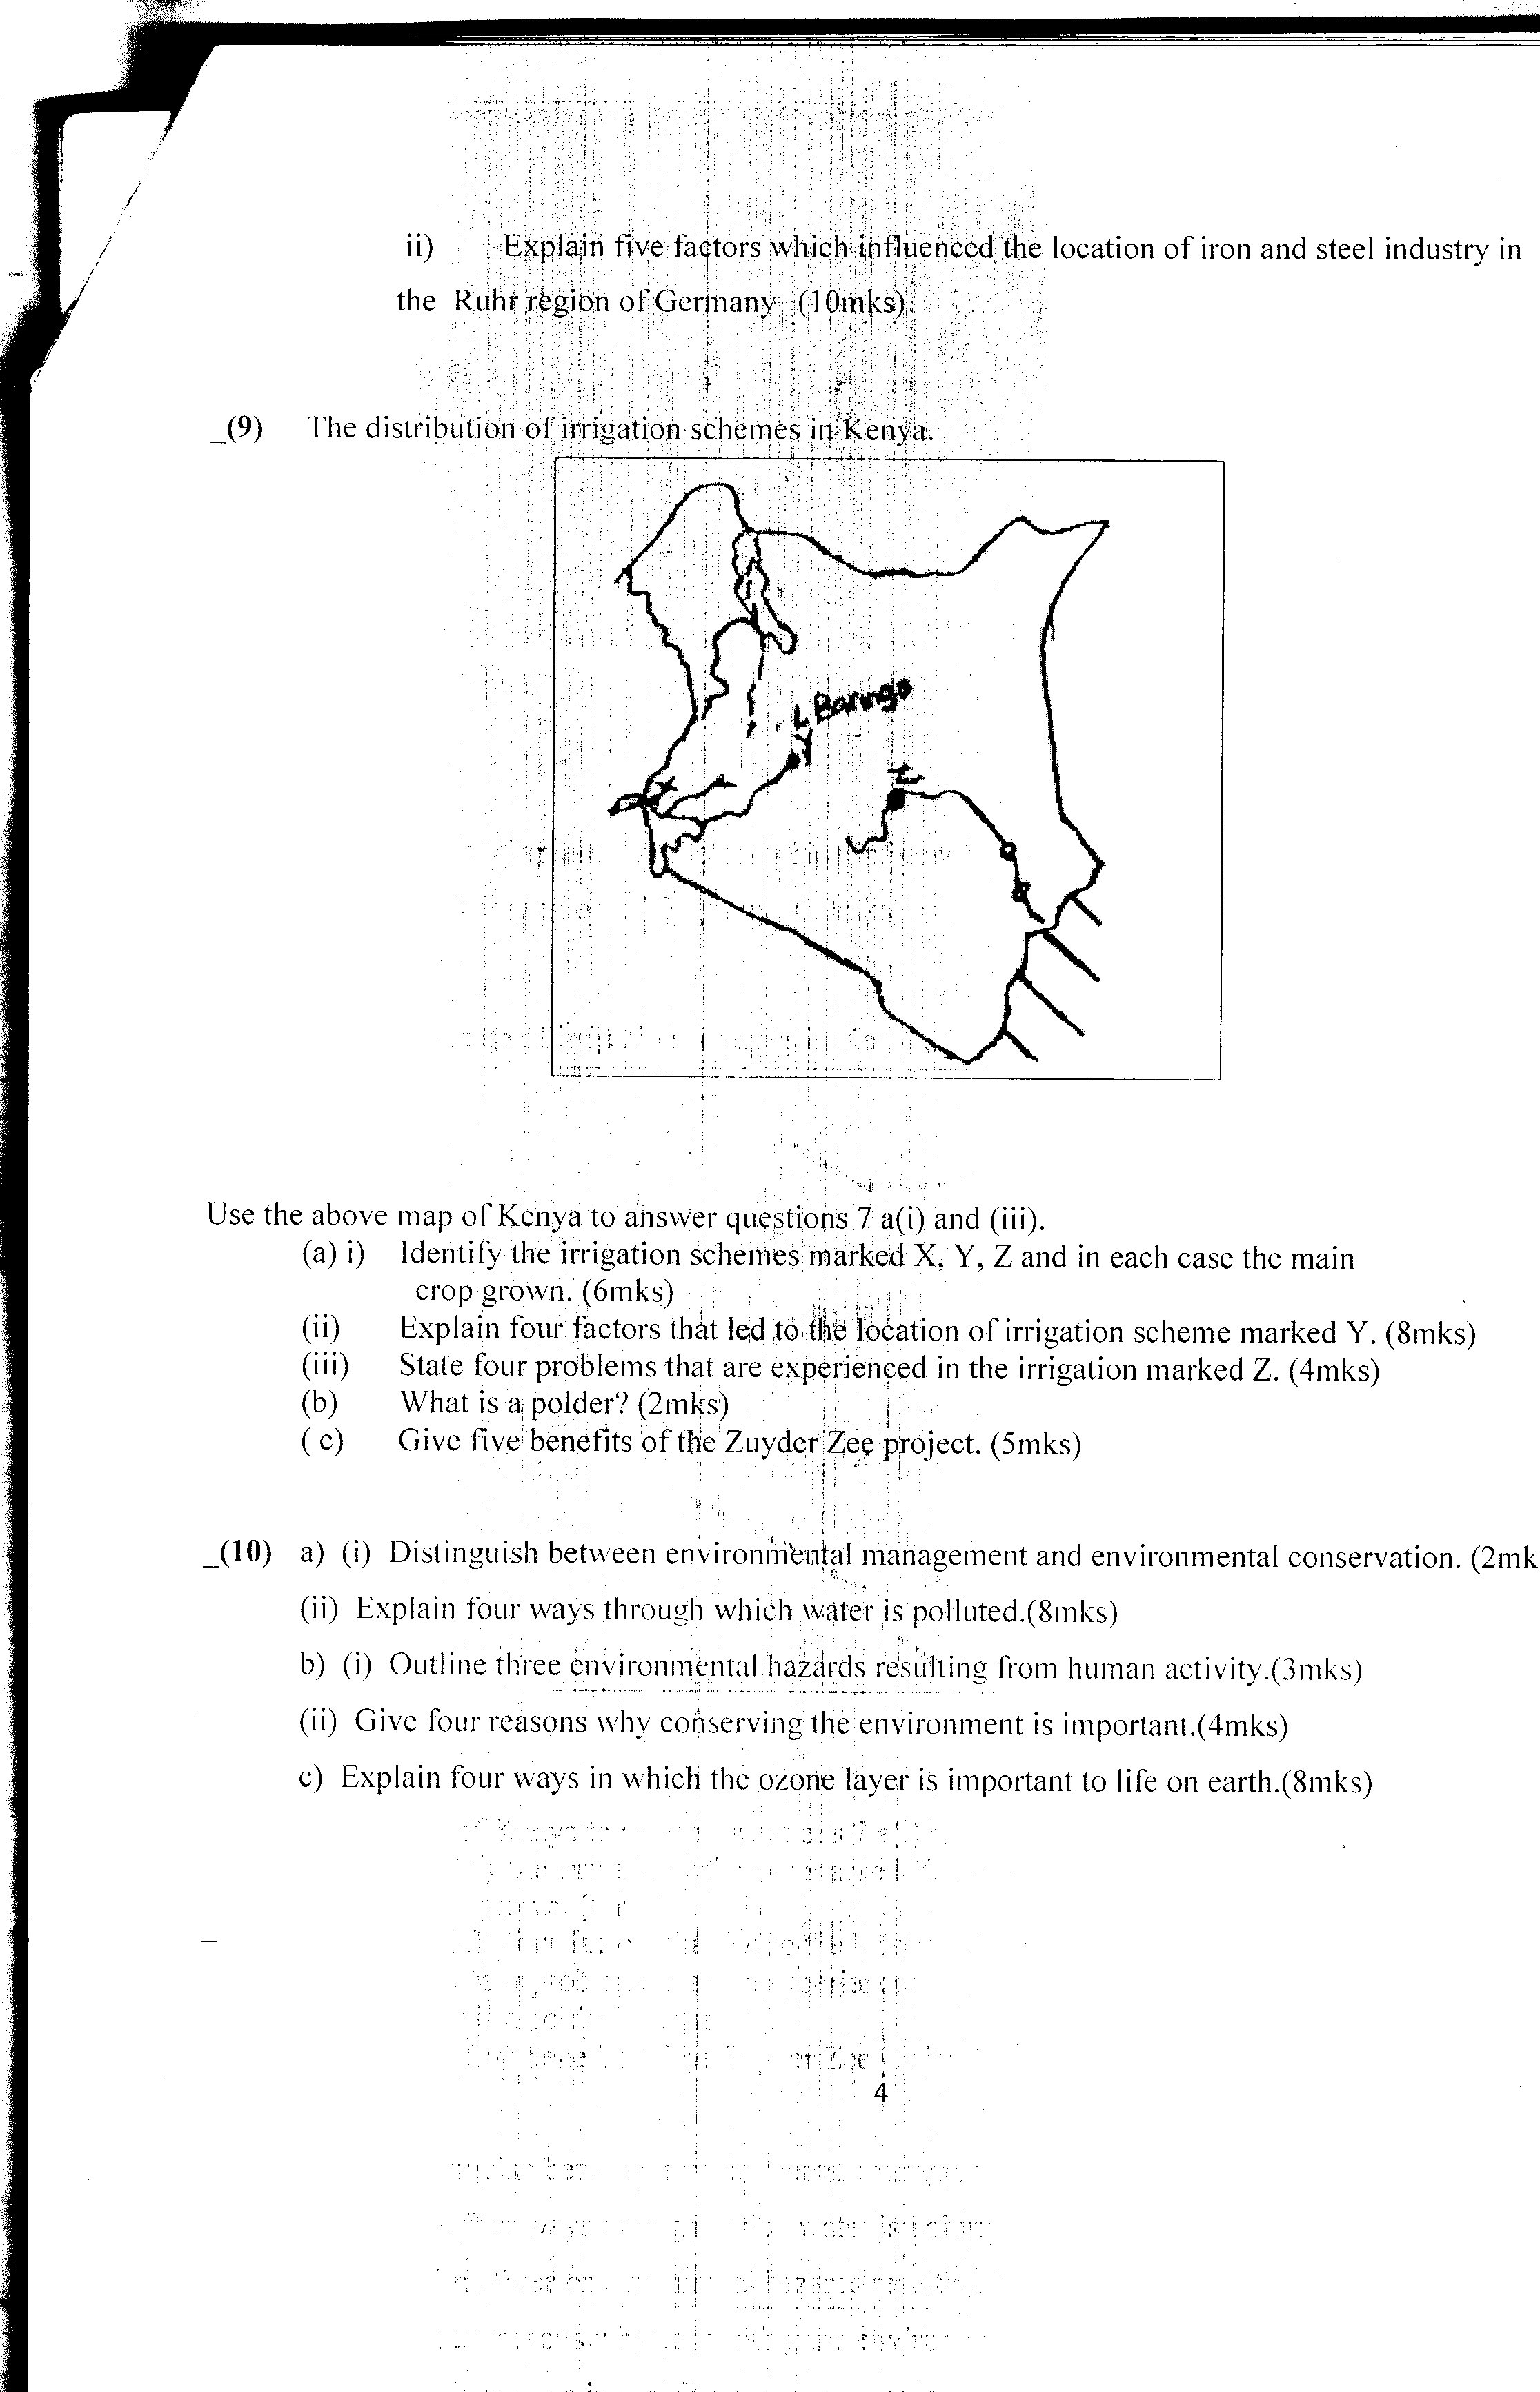 ii) Explain five factors which influenced the location of iron and steel industry in
the Ruhr region of Germany (10mks)
_(9) The distribution of irrigation schemes in Kenya.
L Baringo
Y
Z
X
Use the above map of Kenya to answer questions 7 a(i) and (iii).
(a) i) Identify the irrigation schemes marked X, Y, Z and in each case the main
crop grown. (6mks)
(ii) Explain four factors that led to the location of irrigation scheme marked Y. (8mks)
(iii) State four problems that are experienced in the irrigation marked Z. (4mks)
(b) What is a polder? (2mks)
( c) Give five benefits of the Zuyder Zee project. (5mks)
_(10) a) (i) Distinguish between environmental management and environmental conservation. (2mk
(ii) Explain four ways through which water is polluted.(8mks)
b) (i) Outline three environmental hazards resulting from human activity.(3mks)
(ii) Give four reasons why conserving the environment is important.(4mks)
c) Explain four ways in which the ozone layer is important to life on earth.(8mks)
4